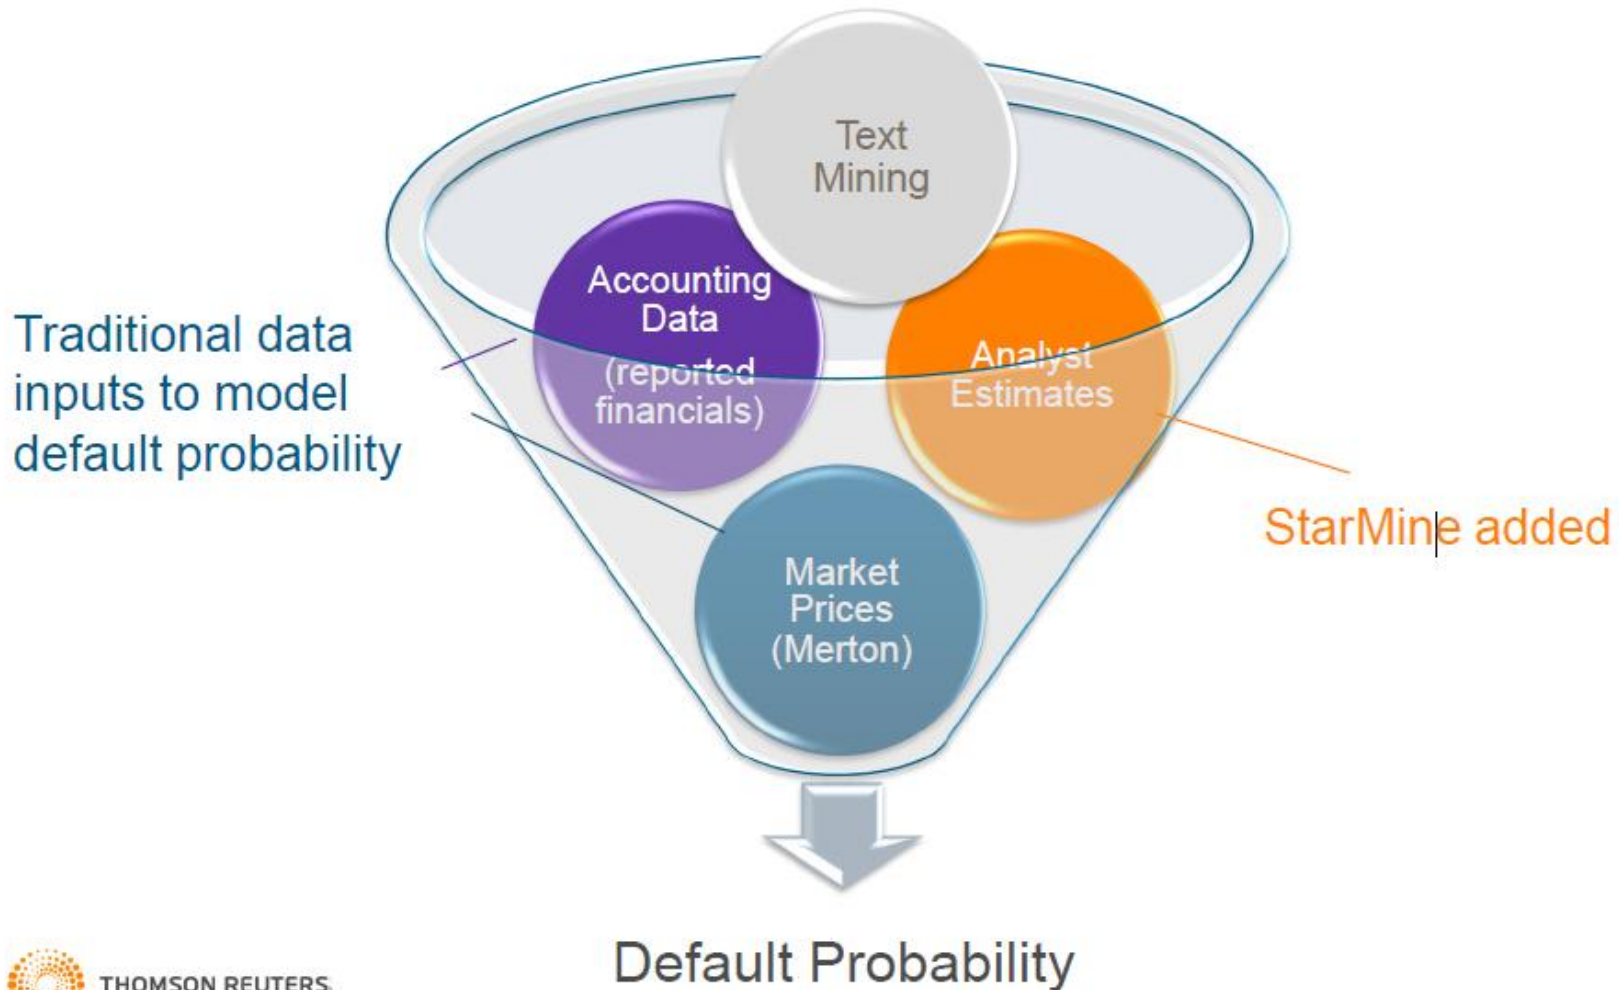 Text
Mining
Accounting
Data
(reported
financials)
Analyst
Estimates
Traditional data
inputs to model
default probability
StarMine added
Market
Prices
(Merton)
Default Probability
THOMSON REUTERS.